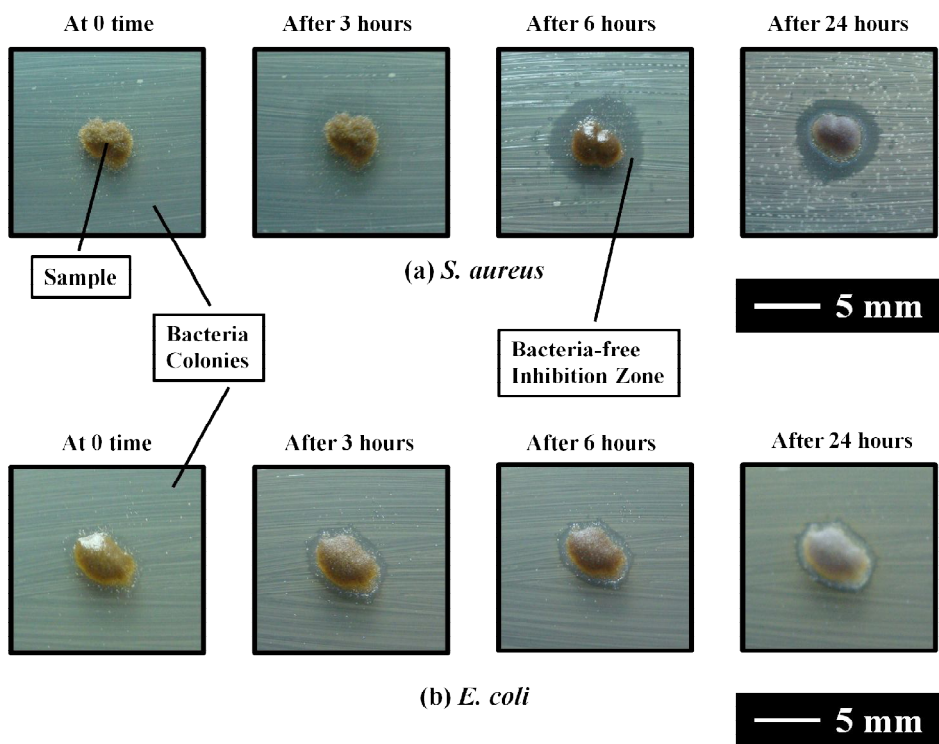 At 0 time
After 3 hours
After 6 hours
After 24 hours
Sample
(a) S. aureus
5 mm
Bacteria
Colonies
Bacteria-free
Inhibition Zone
At 0 time
After 3 hours
After 6 hours
After 24 hours
(b) E. coli
5 mm